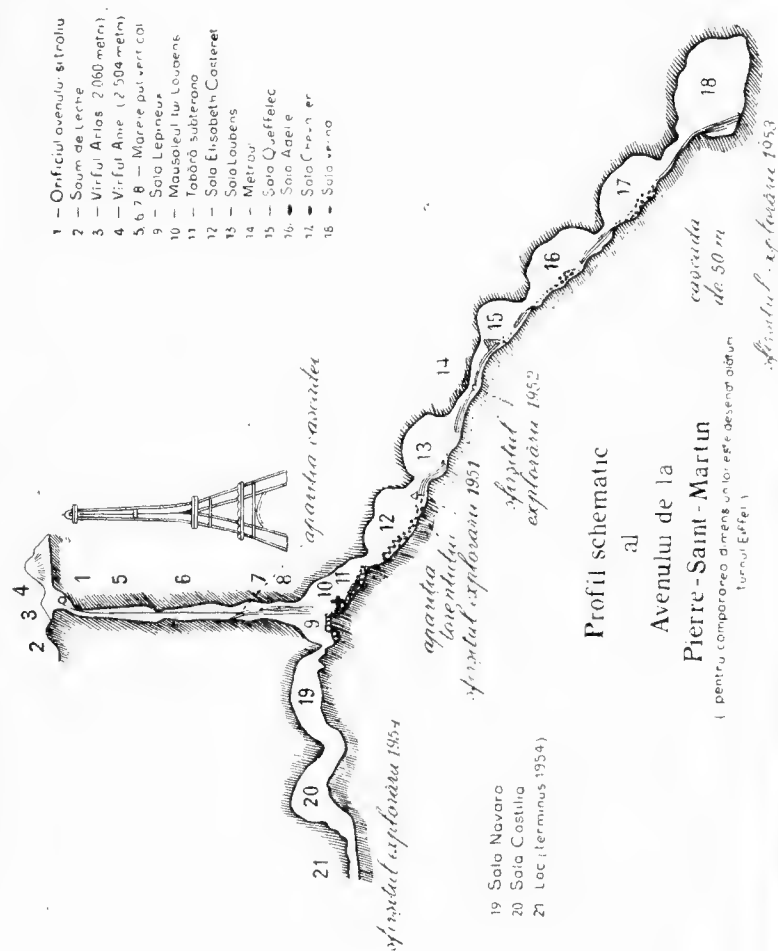 1 — Orificiul avenului si troliu
2 — Soum de Leche
3 — Vîrful Arlas (2 060 metri)
4 — Vîrful Anie (2 504 metri)
5, 6 7 8 — Marele puț vertical
9 — Sala Lepineux
10 — Mausoleul lui Loubens
11 — Tabără subterană
12 — Sala Elisabeth Casteret
13 — Sala Loubens
14 — Metroul
15 — Sala Queffelec
16 — Sala Adele
17 — Sala
18 — Sala
2
3
4
1
5
6
7
8
9
10
11
12
13
14
15
16
17
18
19
20
21
apariția cascadei
apariția torentului
sfîrșitul explorării 1951
sfîrșitul
explorării 1952
cascada
de 50 m
sfîrșitul explorării 1953
sfîrșitul explorării 1954
19 Sala Navara
20 Sala Castilia
21 Loc (terminus 1954)
Profil schematic
al
Avenului de la
Pierre-Saint-Martin
( pentru compararea dimensiunilor este desenat alături
turnul Eiffel )